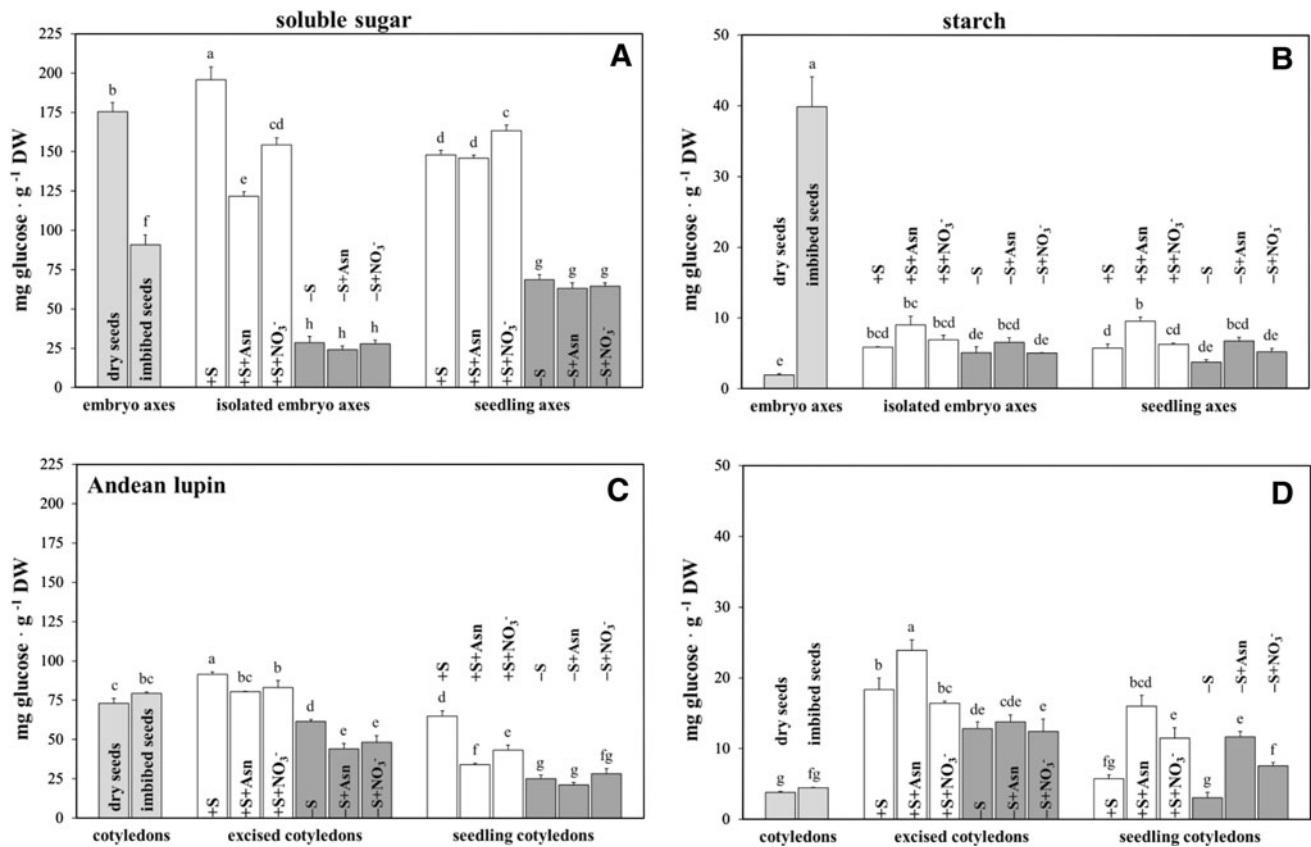 soluble sugar
starch
A
mg glucose · g⁻¹ DW
225
200
175
150
125
100
75
50
25
0
b
f
a
e
cd
h
h
h
d
d
c
g
g
g
dry seeds
imbibed seeds
+S
+S+Asn
+S+NO₃⁻
–S
–S+Asn
–S+NO₃⁻
+S
+S+Asn
+S+NO₃⁻
–S
–S+Asn
–S+NO₃⁻
embryo axes
isolated embryo axes
seedling axes
B
mg glucose · g⁻¹ DW
50
40
30
20
10
0
e
a
bcd
bc
bcd
de
bcd
de
d
b
cd
de
de
de
dry seeds
imbibed seeds
+S
+S+Asn
+S+NO₃⁻
–S
–S+Asn
–S+NO₃⁻
+S
+S+Asn
+S+NO₃⁻
–S
–S+Asn
–S+NO₃⁻
embryo axes
isolated embryo axes
seedling axes
Andean lupin
C
mg glucose · g⁻¹ DW
225
200
175
150
125
100
75
50
25
0
c
bc
a
bc
b
d
e
e
d
f
e
g
g
fg
dry seeds
imbibed seeds
+S
+S+Asn
+S+NO₃⁻
–S
–S+Asn
–S+NO₃⁻
+S
+S+Asn
+S+NO₃⁻
–S
–S+Asn
–S+NO₃⁻
cotyledons
excised cotyledons
seedling cotyledons
D
mg glucose · g⁻¹ DW
50
40
30
20
10
0
g
fg
b
a
bc
de
cde
e
fg
bcd
e
g
e
f
dry seeds
imbibed seeds
+S
+S+Asn
+S+NO₃⁻
–S
–S+Asn
–S+NO₃⁻
+S
+S+Asn
+S+NO₃⁻
–S
–S+Asn
–S+NO₃⁻
cotyledons
excised cotyledons
seedling cotyledons